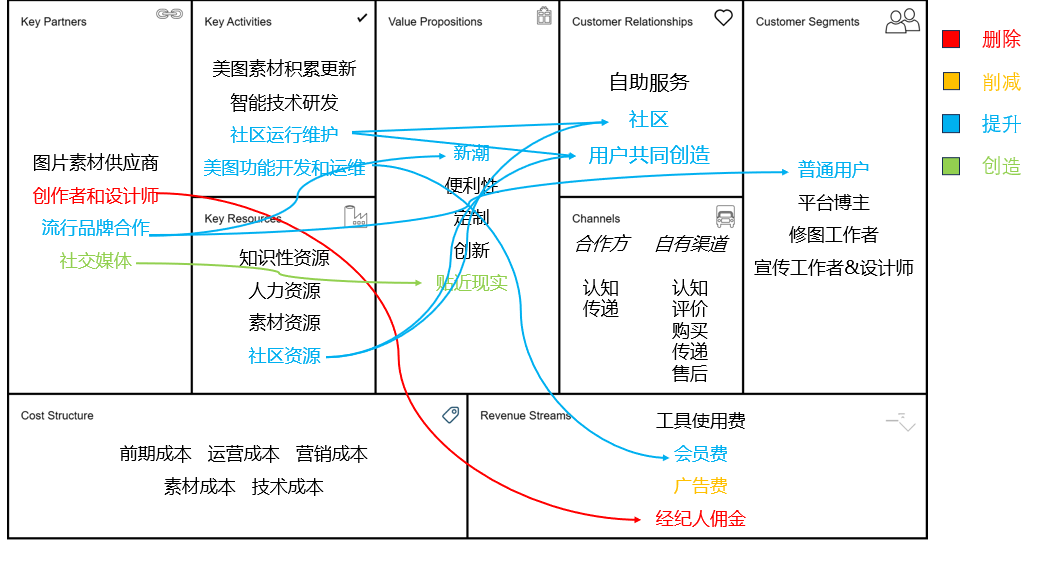 Key Partners
图片素材供应商
创作者和设计师
流行品牌合作
社交媒体
Key Activities
美图素材积累更新
智能技术研发
社区运行维护
美图功能开发和运维
Key Resources
知识性资源
人力资源
素材资源
社区资源
Value Propositions
新潮
便利性
定制
创新
贴近现实
Customer Relationships
自助服务
社区
用户共同创造
Channels
合作方
认知
传递
自有渠道
认知
评价
购买
传递
售后
Customer Segments
普通用户
平台博主
修图工作者
宣传工作者&设计师
Cost Structure
前期成本 运营成本 营销成本
素材成本 技术成本
Revenue Streams
工具使用费
会员费
广告费
经纪人佣金
删除
削减
提升
创造